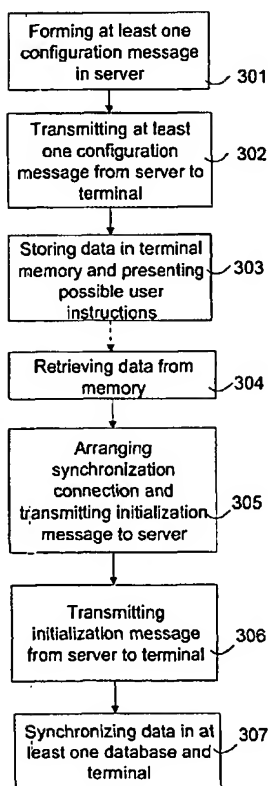 Forming at least one
configuration message
in server
301
Transmitting at least
one configuration
message from server to
terminal
302
Storing data in terminal
memory and presenting
possible user
instructions
303
Retrieving data from
memory
304
Arranging
synchronization
connection and
transmitting initialization
message to server
305
Transmitting
initialization message
from server to terminal
306
Synchronizing data in at
least one database and
terminal
307